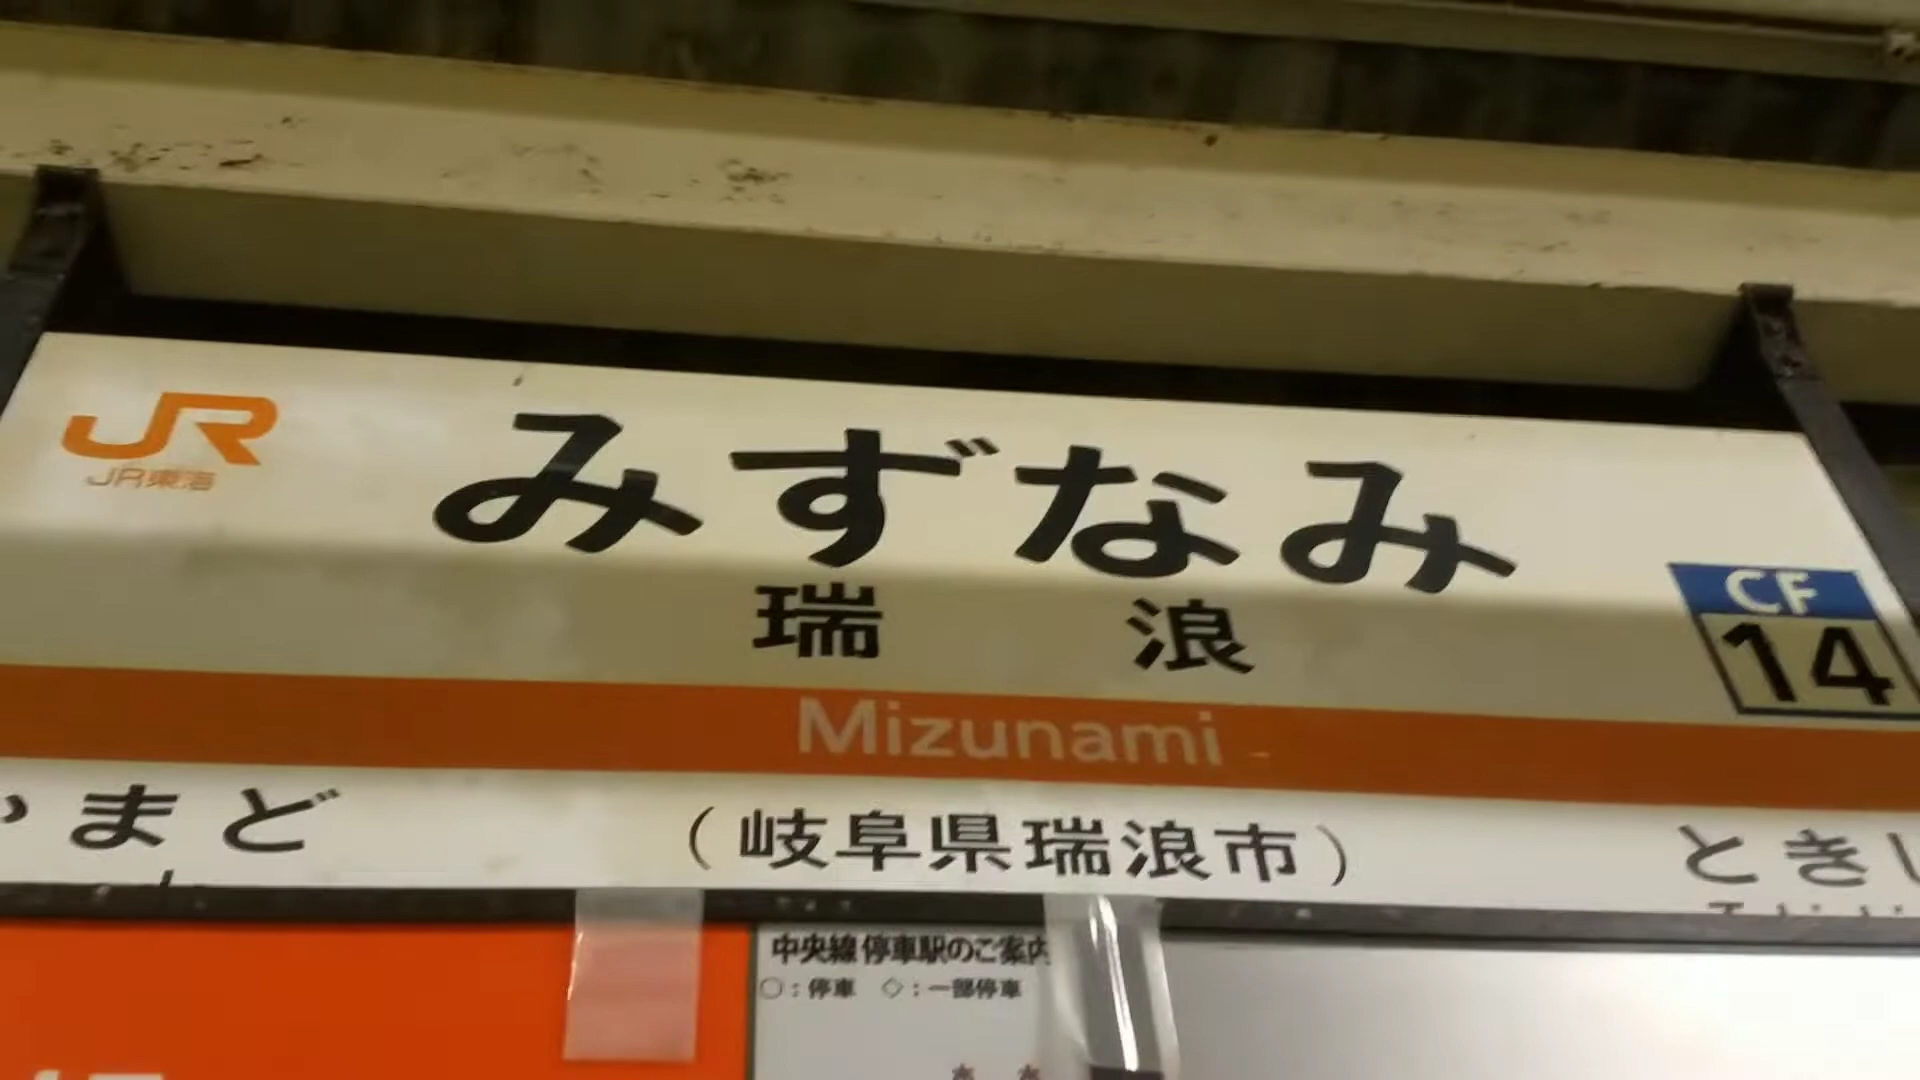 JR
JR東海
みずなみ
瑞浪
CF
14
Mizunami
まど
(岐阜県瑞浪市)
とき
中央線停車駅のご案内
○:停車 ◇:一部停車